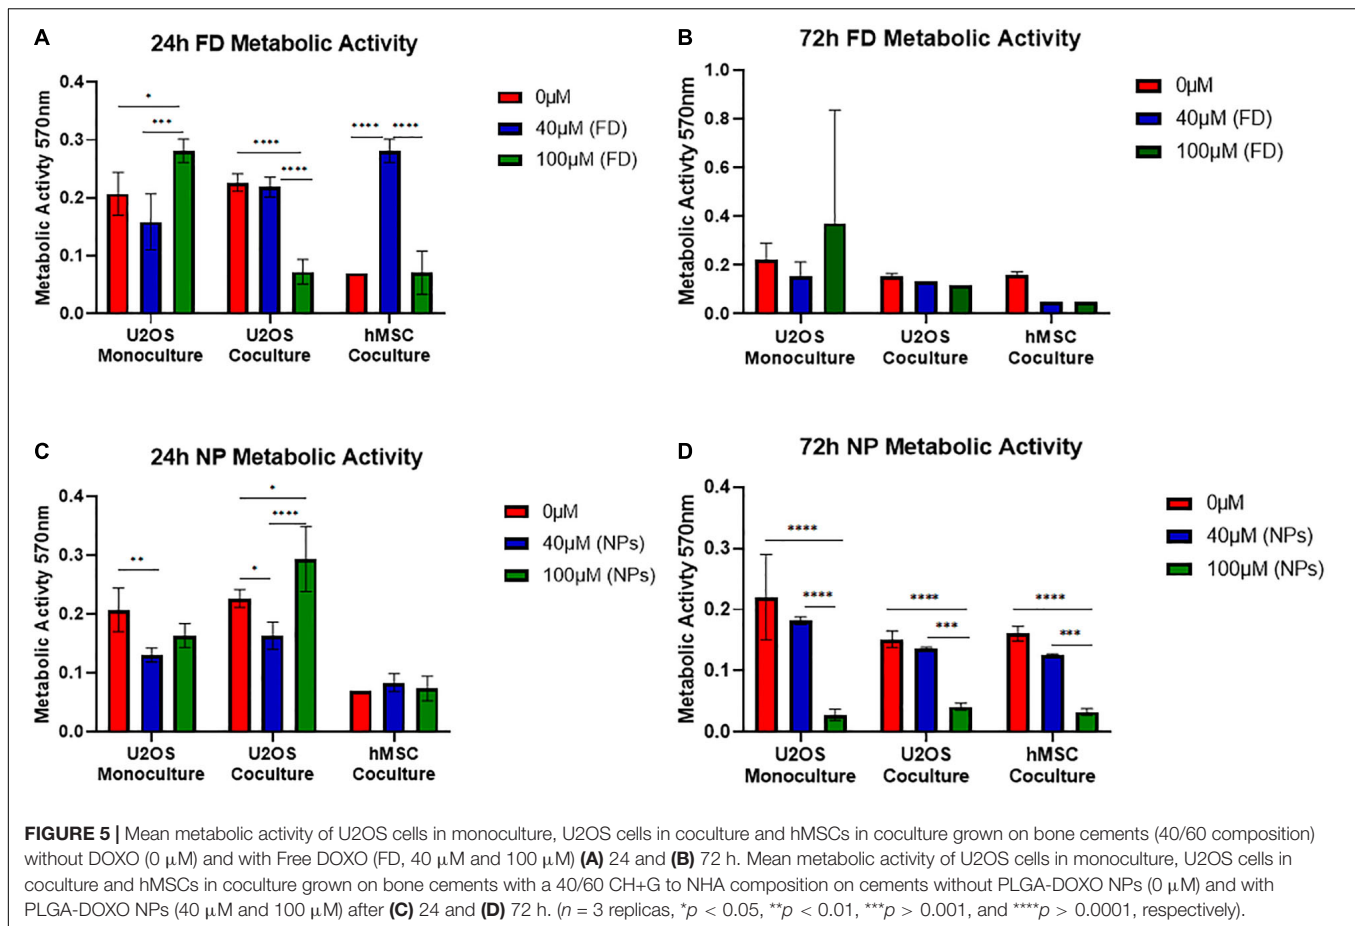 A
24h FD Metabolic Activity
Metabolic Activity 570nm
0.4
0.3
0.2
0.1
0.0
*
***
****
****
**** ****
U2OS Monoculture
U2OS Coculture
hMSC Coculture
0µM
40µM (FD)
100µM (FD)
B
72h FD Metabolic Activity
Metabolic Activity 570nm
1.0
0.8
0.6
0.4
0.2
0.0
U2OS Monoculture
U2OS Coculture
hMSC Coculture
0µM
40µM (FD)
100µM (FD)
C
24h NP Metabolic Activity
Metabolic Activity 570nm
0.4
0.3
0.2
0.1
0.0
**
*
****
*
U2OS Monoculture
U2OS Coculture
hMSC Coculture
0µM
40µM (NPs)
100µM (NPs)
D
72h NP Metabolic Activity
Metabolic Activity 570nm
0.4
0.3
0.2
0.1
0.0
****
****
****
***
****
***
U2OS Monoculture
U2OS Coculture
hMSC Coculture
0µM
40µM (NPs)
100µM (NPs)
FIGURE 5 | Mean metabolic activity of U2OS cells in monoculture, U2OS cells in coculture and hMSCs in coculture grown on bone cements (40/60 composition)
without DOXO (0 µM) and with Free DOXO (FD, 40 µM and 100 µM) (A) 24 and (B) 72 h. Mean metabolic activity of U2OS cells in monoculture, U2OS cells in
coculture and hMSCs in coculture grown on bone cements with a 40/60 CH+G to NHA composition on cements without PLGA-DOXO NPs (0 µM) and with
PLGA-DOXO NPs (40 µM and 100 µM) after (C) 24 and (D) 72 h. (n = 3 replicas, *p < 0.05, **p < 0.01, ***p > 0.001, and ****p > 0.0001, respectively).